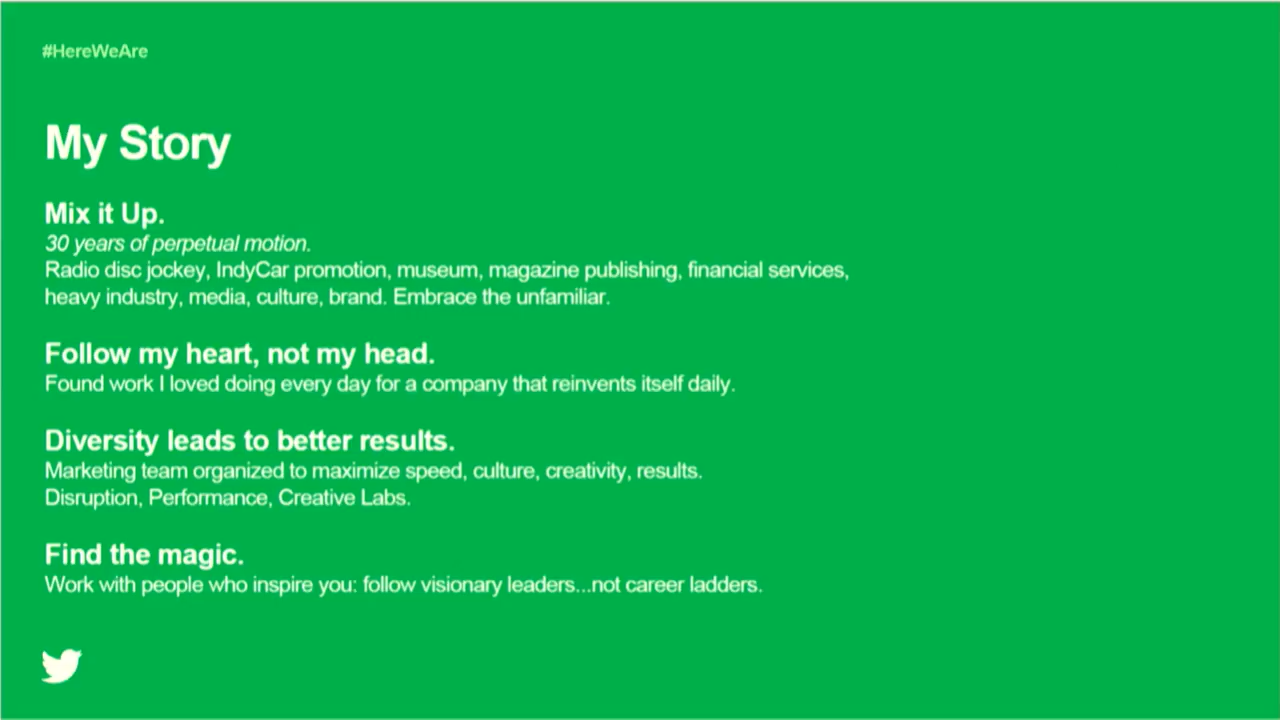 #HereWeAre
My Story
Mix it Up.
30 years of perpetual motion.
Radio disc jockey, IndyCar promotion, museum, magazine publishing, financial services,
heavy industry, media, culture, brand. Embrace the unfamiliar.
Follow my heart, not my head.
Found work I loved doing every day for a company that reinvents itself daily.
Diversity leads to better results.
Marketing team organized to maximize speed, culture, creativity, results.
Disruption, Performance, Creative Labs.
Find the magic.
Work with people who inspire you: follow visionary leaders...not career ladders.